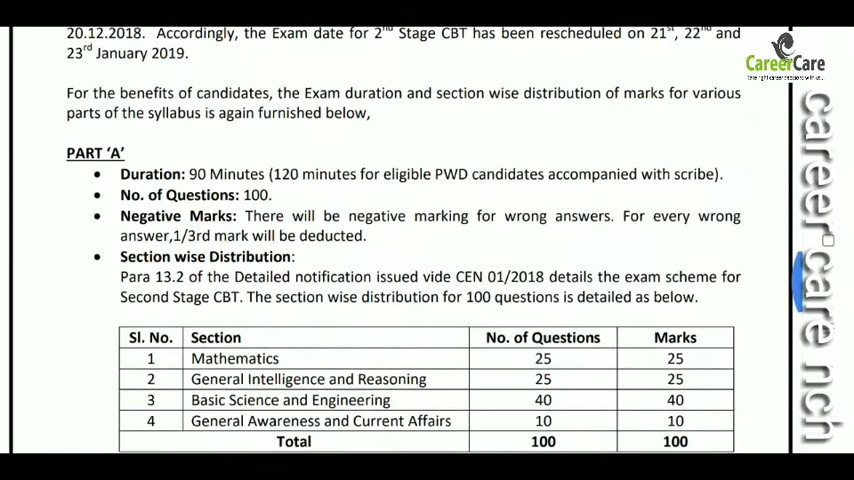 20.12.2018. Accordingly, the Exam date for 2nd Stage CBT has been rescheduled on 21st, 22nd and
23rd January 2019.
For the benefits of candidates, the Exam duration and section wise distribution of marks for various
parts of the syllabus is again furnished below,
PART 'A'
• Duration: 90 Minutes (120 minutes for eligible PWD candidates accompanied with scribe).
• No. of Questions: 100.
• Negative Marks: There will be negative marking for wrong answers. For every wrong
answer,1/3rd mark will be deducted.
• Section wise Distribution:
Para 13.2 of the Detailed notification issued vide CEN 01/2018 details the exam scheme for
Second Stage CBT. The section wise distribution for 100 questions is detailed as below.
Sl. No. Section No. of Questions Marks
1 Mathematics 25 25
2 General Intelligence and Reasoning 25 25
3 Basic Science and Engineering 40 40
4 General Awareness and Current Affairs 10 10
Total 100 100
CareerCare
career care nch